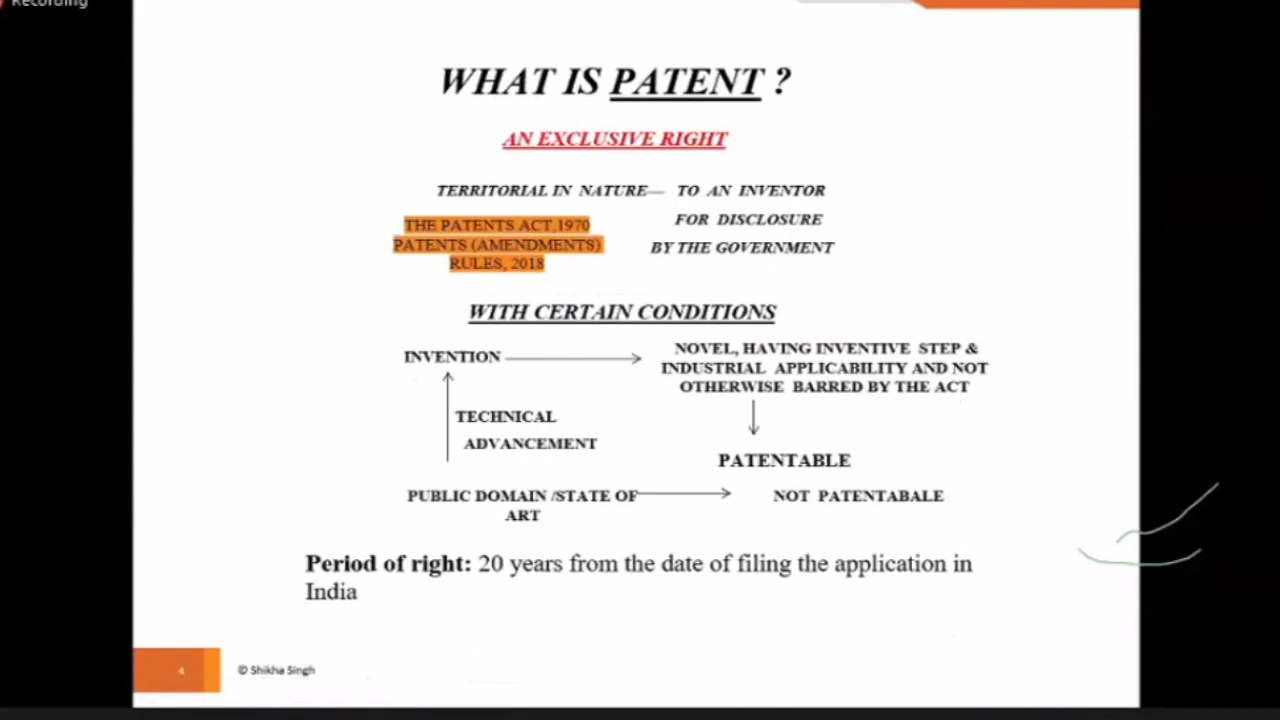 Recording
WHAT IS PATENT ?
AN EXCLUSIVE RIGHT
TERRITORIAL IN NATURE— TO AN INVENTOR
FOR DISCLOSURE
BY THE GOVERNMENT
THE PATENTS ACT,1970
PATENTS (AMENDMENTS)
RULES, 2018
WITH CERTAIN CONDITIONS
INVENTION
NOVEL, HAVING INVENTIVE STEP &
INDUSTRIAL APPLICABILITY AND NOT
OTHERWISE BARRED BY THE ACT
TECHNICAL
ADVANCEMENT
PATENTABLE
PUBLIC DOMAIN /STATE OF
ART
NOT PATENTABALE
Period of right: 20 years from the date of filing the application in
India
4
© Shikha Singh